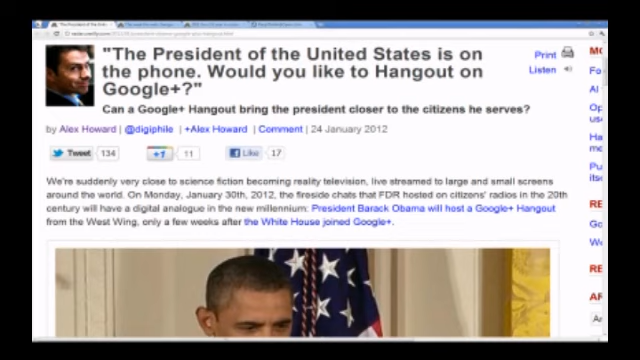 "The President of the United States is on
the phone. Would you like to Hangout on
Google+?"
Print
Listen
Can a Google+ Hangout bring the president closer to the citizens he serves?
by Alex Howard | @digiphile | +Alex Howard | Comment | 24 January 2012
Tweet 134 +1 11 Like 17
We're suddenly very close to science fiction becoming reality television, live streamed to large and small screens
around the world. On Monday, January 30th, 2012, the fireside chats that FDR hosted on citizens' radios in the 20th
century will have a digital analogue in the new millennium: President Barack Obama will host a Google+ Hangout
from the West Wing, only a few weeks after the White House joined Google+.